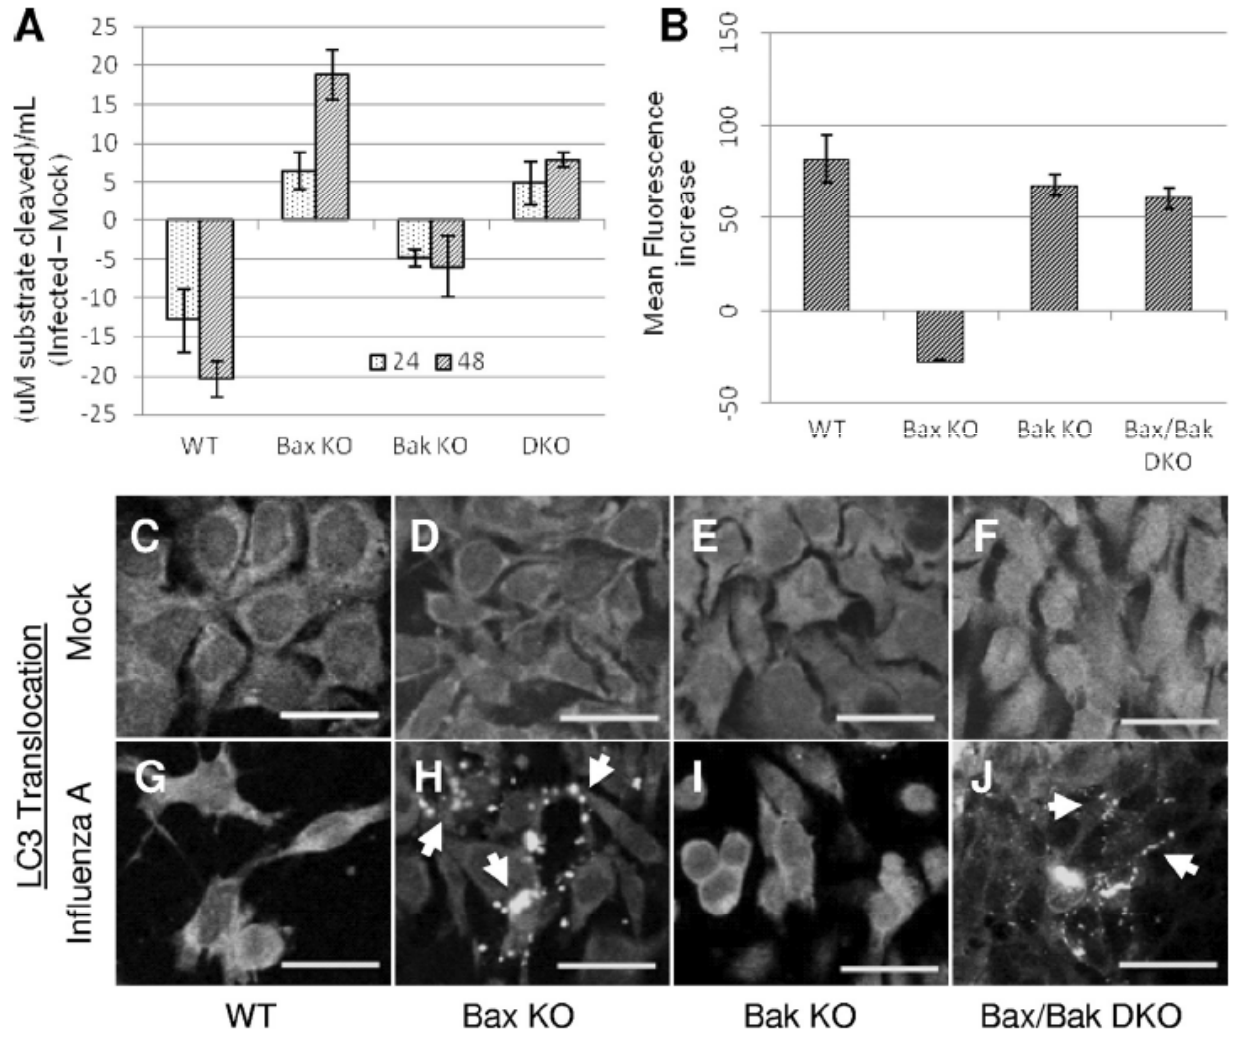 A
(uM substrate cleaved)/mL
(Infected – Mock)
25
20
15
10
5
0
-5
-10
-15
-20
-25
24
48
WT
Bax KO
Bak KO
DKO
B
Mean Fluorescence
increase
150
100
50
0
-50
WT
Bax KO
Bak KO
Bax/Bak
DKO
LC3 Translocation
Mock
C
D
E
F
Influenza A
G
H
I
J
WT
Bax KO
Bak KO
Bax/Bak DKO